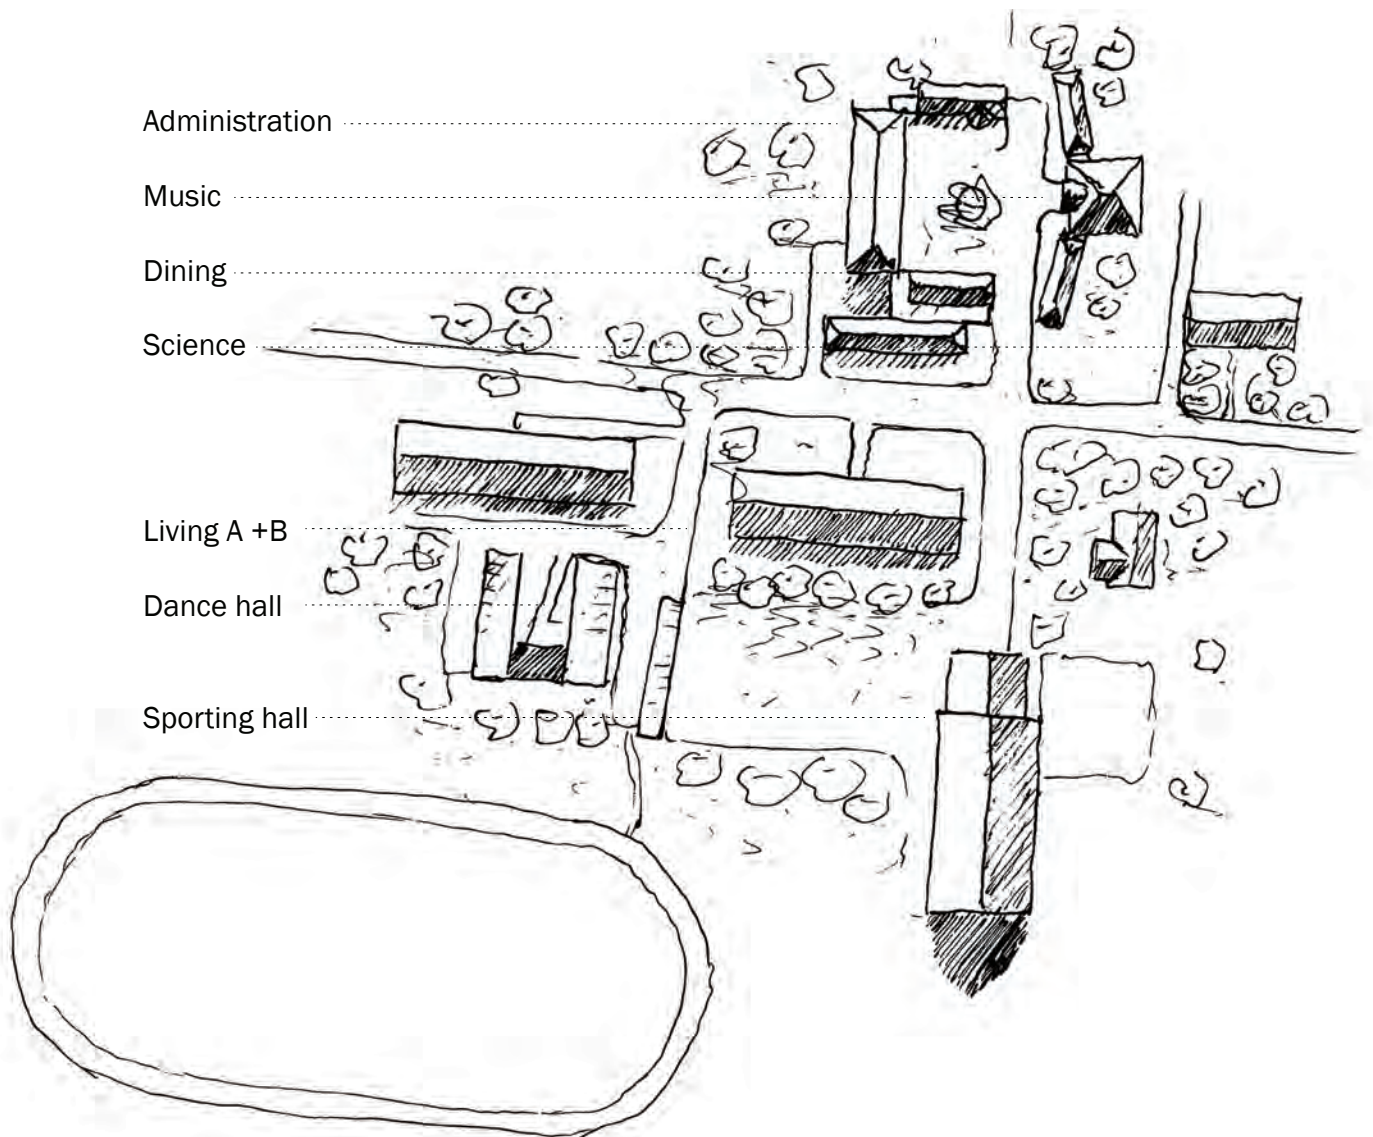 Administration
Music
Dining
Science
Living A +B
Dance hall
Sporting hall